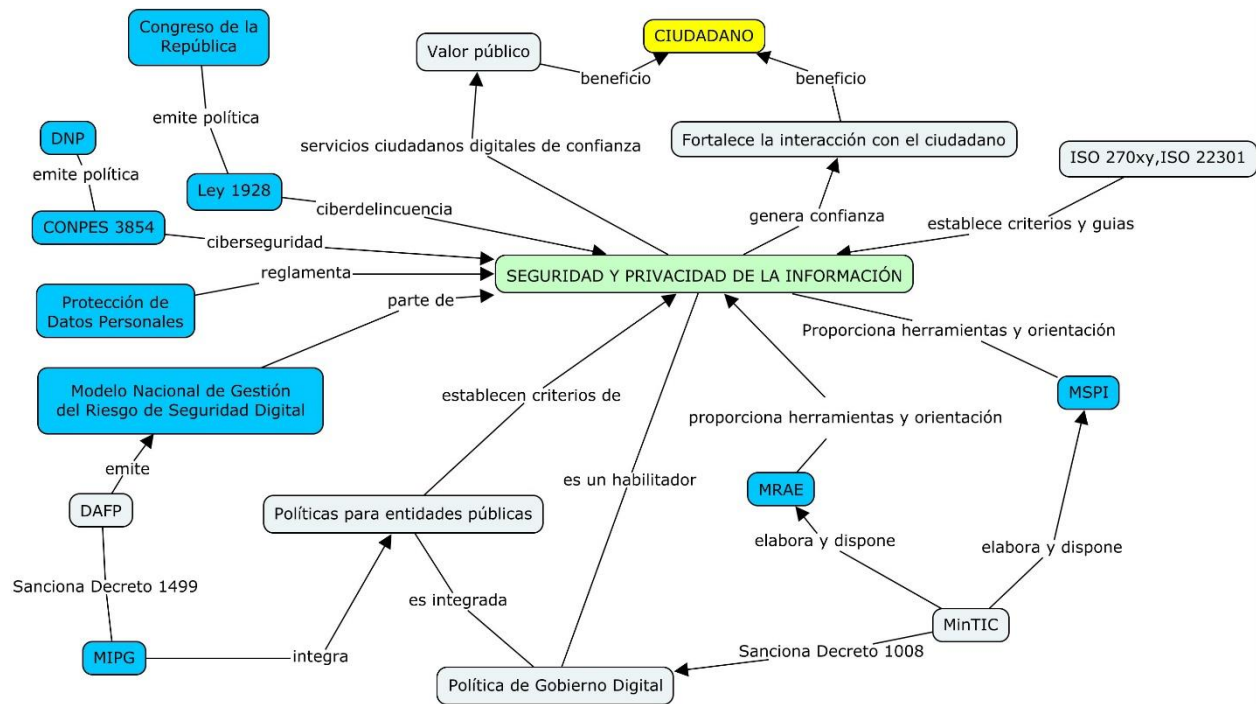 Congreso de la
República
Valor público
CIUDADANO
beneficio
beneficio
emite política
DNP
servicios ciudadanos digitales de confianza
Fortalece la interacción con el ciudadano
ISO 270xy,ISO 22301
emite política
Ley 1928
ciberdelincuencia
genera confianza
establece criterios y guias
CONPES 3854
ciberseguridad
reglamenta
SEGURIDAD Y PRIVACIDAD DE LA INFORMACIÓN
Protección de
Datos Personales
parte de
Proporciona herramientas y orientación
Modelo Nacional de Gestión
del Riesgo de Seguridad Digital
establecen criterios de
MSPI
proporciona herramientas y orientación
emite
es un habilitador
MRAE
DAFP
Políticas para entidades públicas
elabora y dispone
elabora y dispone
Sanciona Decreto 1499
es integrada
MinTIC
MIPG
integra
Sanciona Decreto 1008
Política de Gobierno Digital